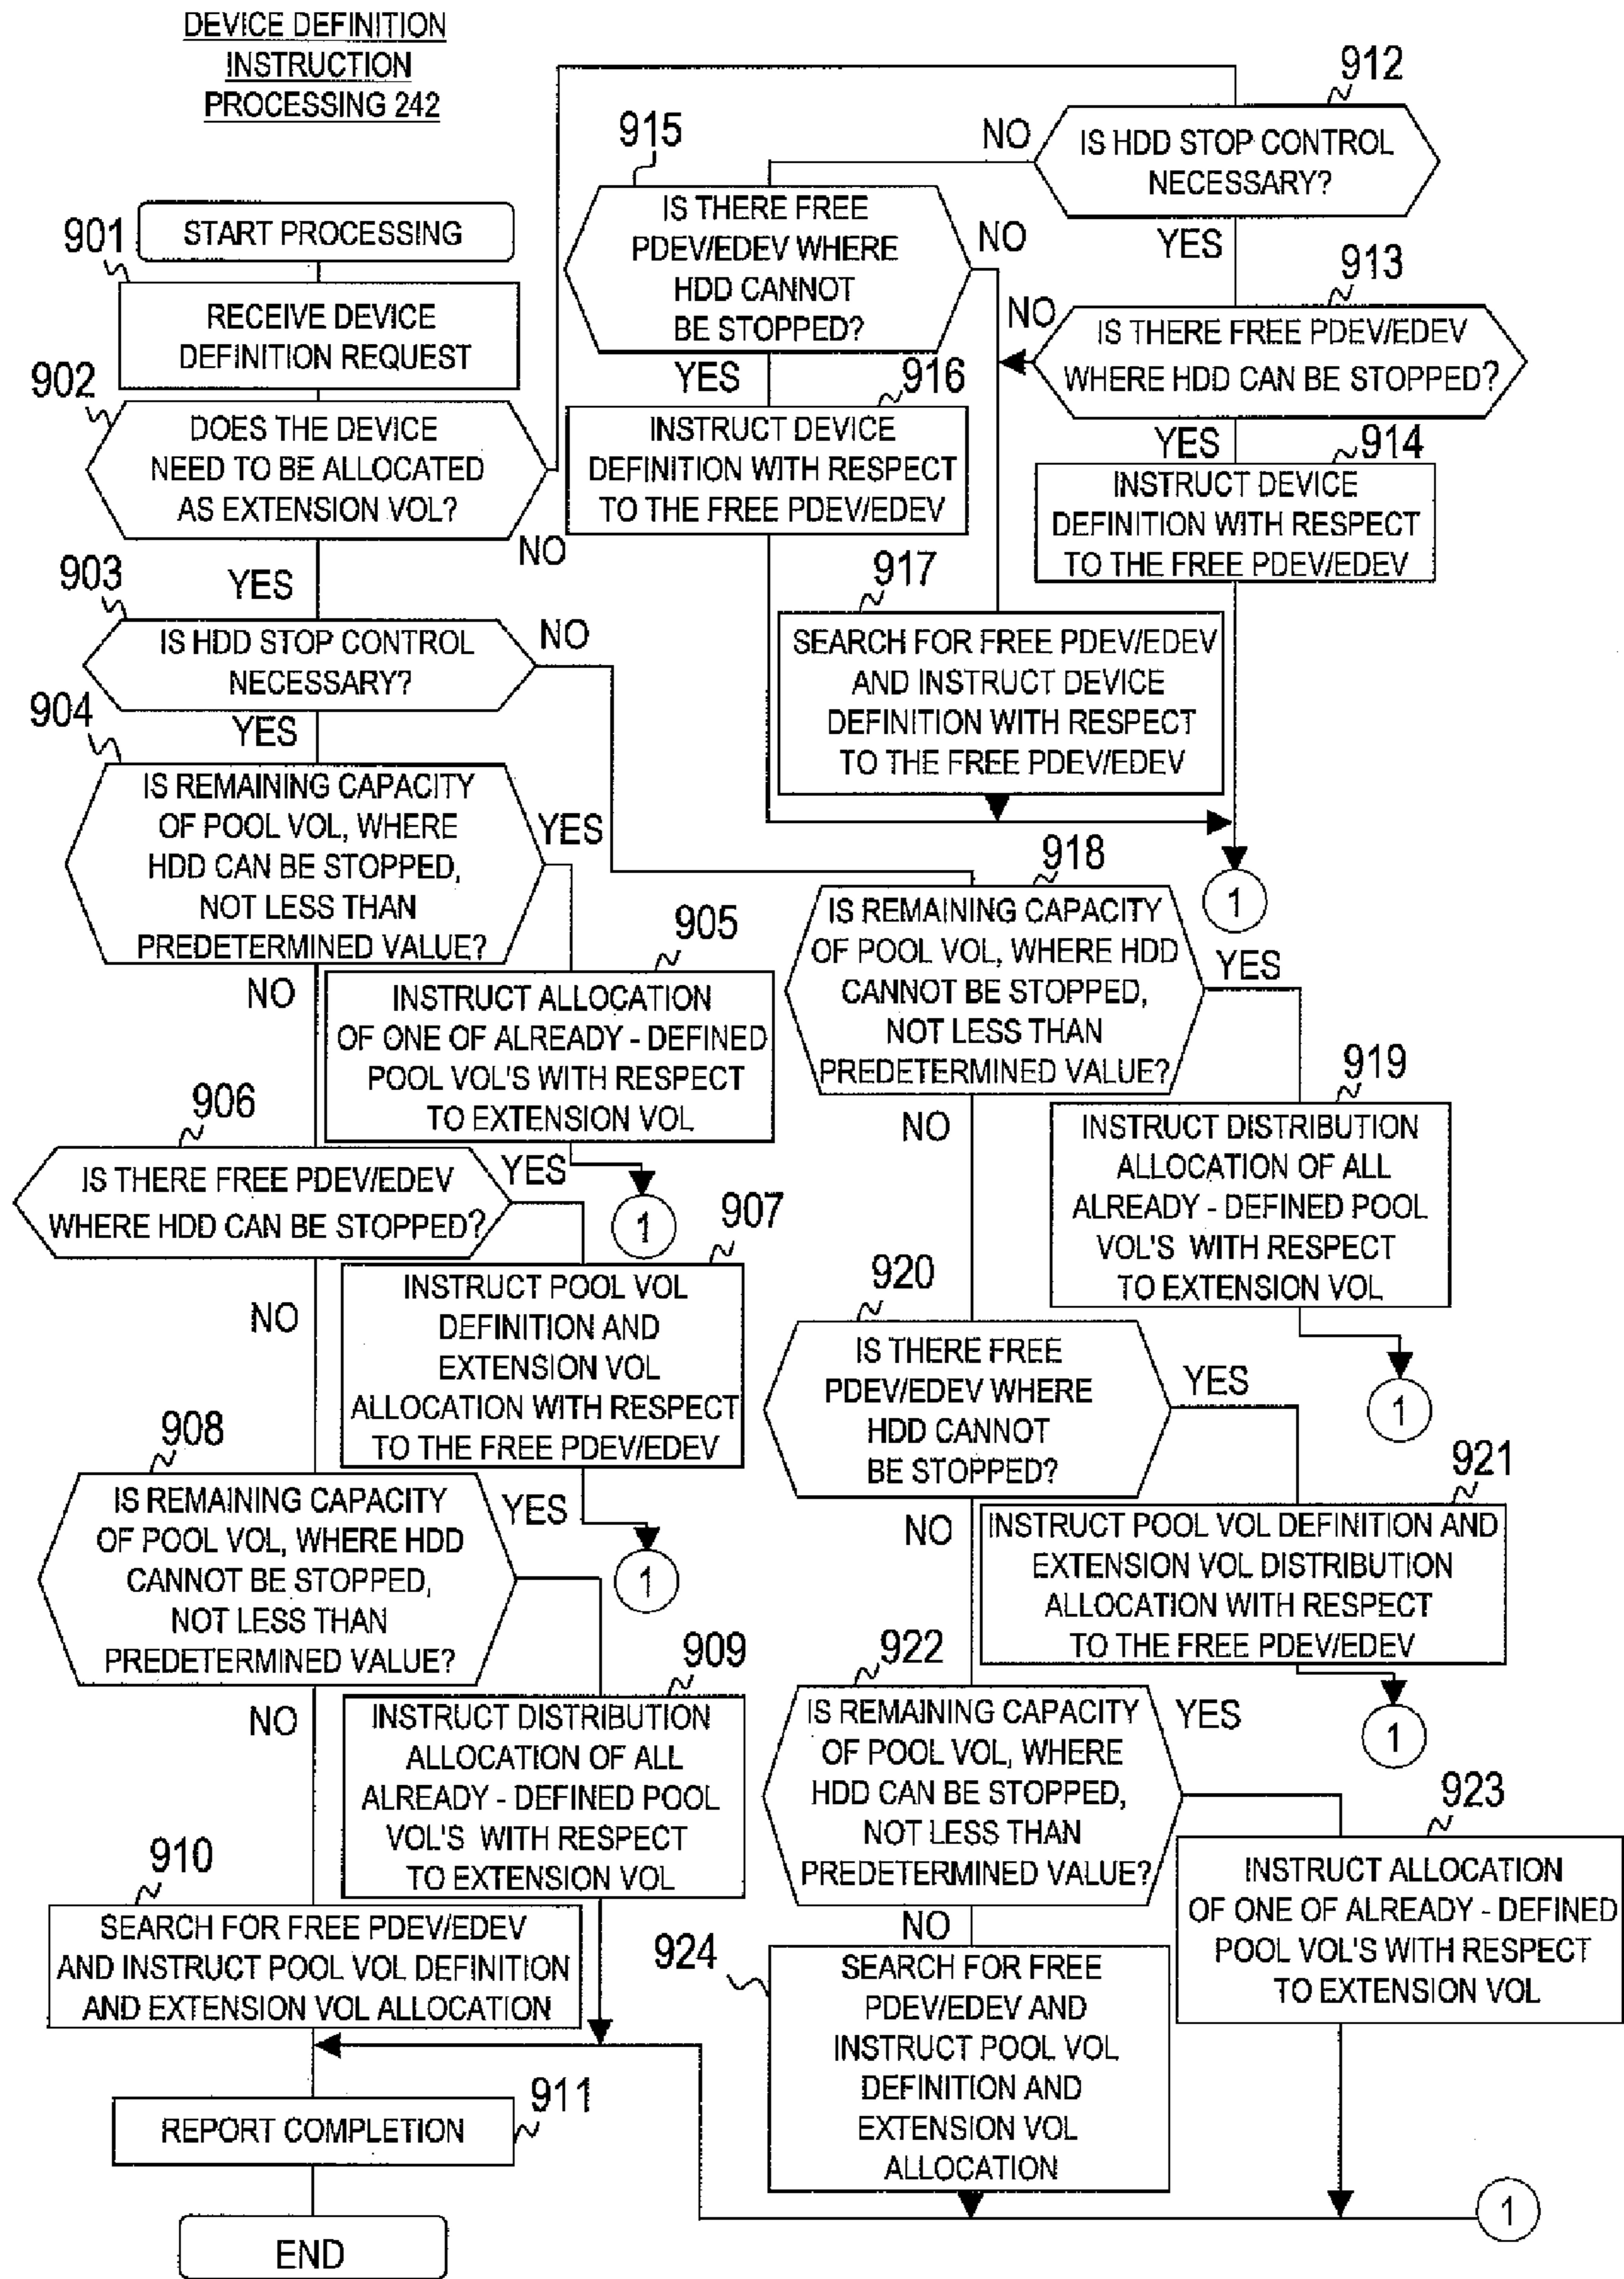 DEVICE DEFINITION
INSTRUCTION
PROCESSING 242
START PROCESSING
901
RECEIVE DEVICE
DEFINITION REQUEST
902
DOES THE DEVICE
NEED TO BE ALLOCATED
AS EXTENSION VOL?
NO
YES
903
IS HDD STOP CONTROL
NECESSARY?
NO
YES
904
IS REMAINING CAPACITY
OF POOL VOL, WHERE
HDD CAN BE STOPPED,
NOT LESS THAN
PREDETERMINED VALUE?
YES
NO
905
INSTRUCT ALLOCATION
OF ONE OF ALREADY - DEFINED
POOL VOL'S WITH RESPECT
TO EXTENSION VOL
1
906
IS THERE FREE PDEV/EDEV
WHERE HDD CAN BE STOPPED?
YES
NO
907
INSTRUCT POOL VOL
DEFINITION AND
EXTENSION VOL
ALLOCATION WITH RESPECT
TO THE FREE PDEV/EDEV
1
908
IS REMAINING CAPACITY
OF POOL VOL, WHERE HDD
CANNOT BE STOPPED,
NOT LESS THAN
PREDETERMINED VALUE?
YES
NO
909
INSTRUCT DISTRIBUTION
ALLOCATION OF ALL
ALREADY - DEFINED POOL
VOL'S WITH RESPECT
TO EXTENSION VOL
910
SEARCH FOR FREE PDEV/EDEV
AND INSTRUCT POOL VOL DEFINITION
AND EXTENSION VOL ALLOCATION
911
REPORT COMPLETION
END
912
IS HDD STOP CONTROL
NECESSARY?
NO
YES
913
IS THERE FREE PDEV/EDEV
WHERE HDD CAN BE STOPPED?
NO
YES
914
INSTRUCT DEVICE
DEFINITION WITH RESPECT
TO THE FREE PDEV/EDEV
915
IS THERE FREE
PDEV/EDEV WHERE
HDD CANNOT
BE STOPPED?
NO
YES
916
INSTRUCT DEVICE
DEFINITION WITH RESPECT
TO THE FREE PDEV/EDEV
917
SEARCH FOR FREE PDEV/EDEV
AND INSTRUCT DEVICE
DEFINITION WITH RESPECT
TO THE FREE PDEV/EDEV
1
918
IS REMAINING CAPACITY
OF POOL VOL, WHERE HDD
CANNOT BE STOPPED,
NOT LESS THAN
PREDETERMINED VALUE?
YES
NO
919
INSTRUCT DISTRIBUTION
ALLOCATION OF ALL
ALREADY - DEFINED POOL
VOL'S WITH RESPECT
TO EXTENSION VOL
1
920
IS THERE FREE
PDEV/EDEV WHERE
HDD CANNOT
BE STOPPED?
YES
NO
921
INSTRUCT POOL VOL DEFINITION AND
EXTENSION VOL DISTRIBUTION
ALLOCATION WITH RESPECT
TO THE FREE PDEV/EDEV
1
922
IS REMAINING CAPACITY
OF POOL VOL, WHERE
HDD CAN BE STOPPED,
NOT LESS THAN
PREDETERMINED VALUE?
YES
NO
923
INSTRUCT ALLOCATION
OF ONE OF ALREADY - DEFINED
POOL VOL'S WITH RESPECT
TO EXTENSION VOL
924
SEARCH FOR FREE
PDEV/EDEV AND
INSTRUCT POOL VOL
DEFINITION AND
EXTENSION VOL
ALLOCATION
1